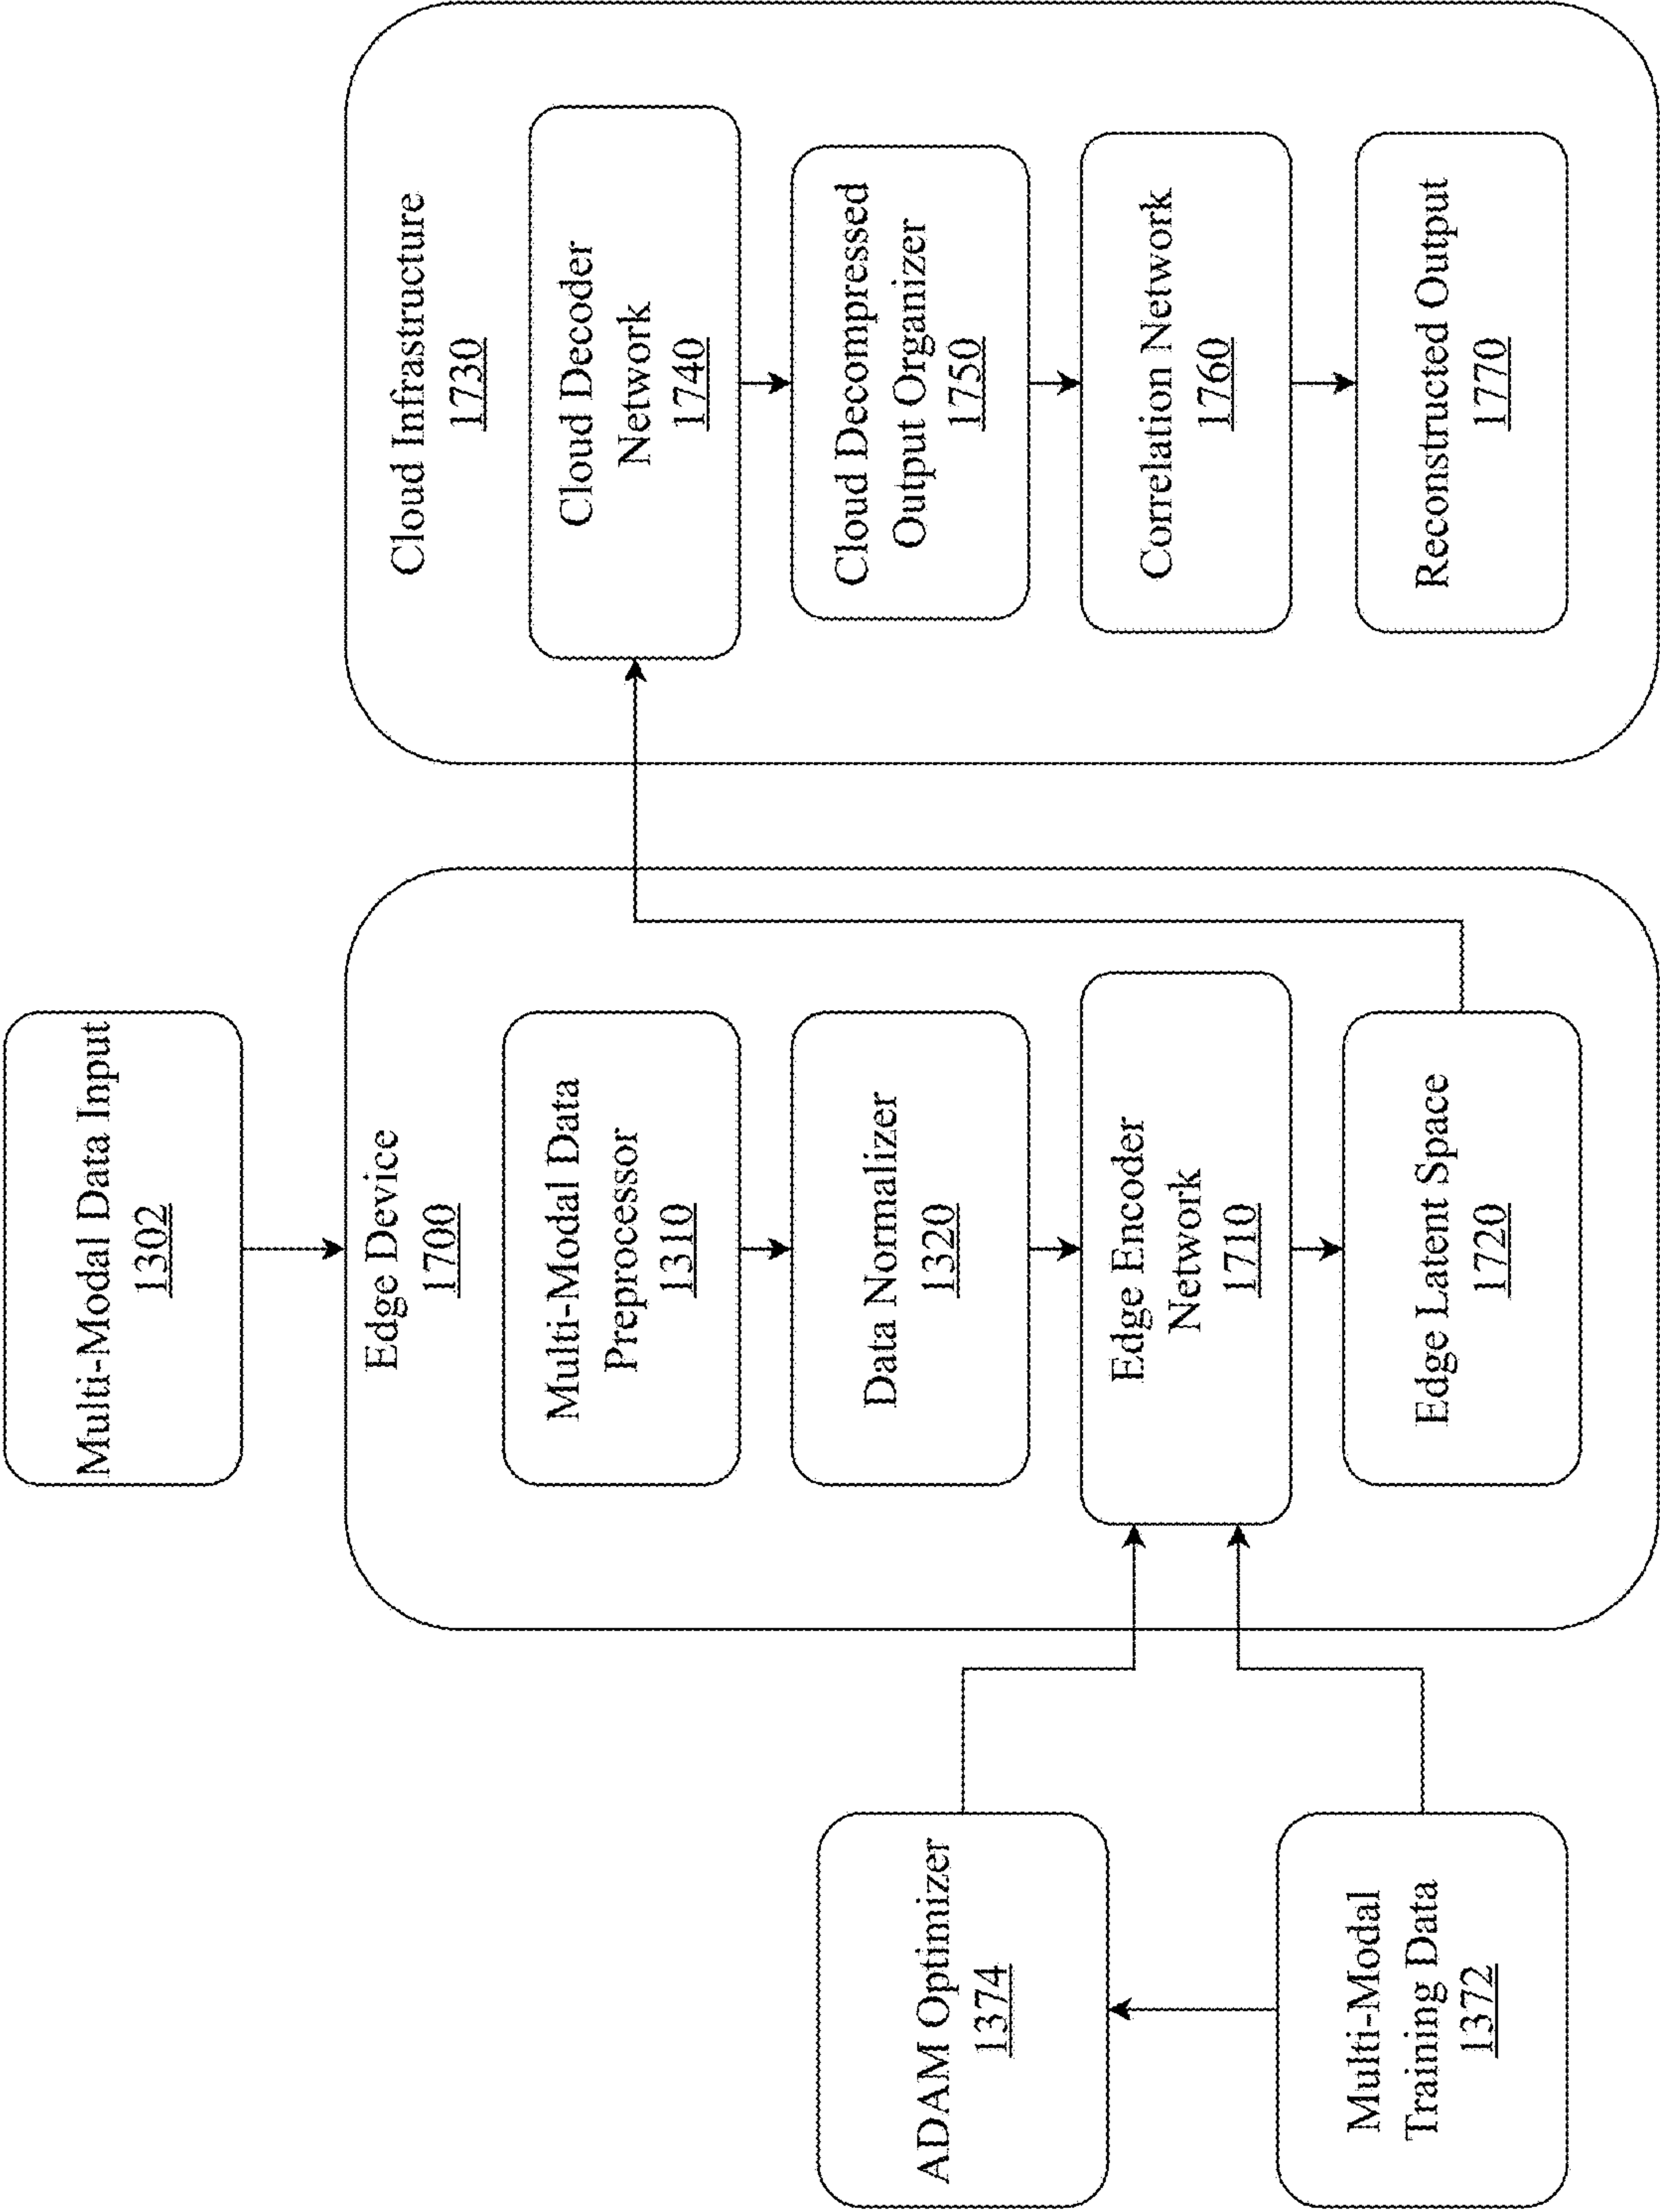 Multi-Modal Data Input
1302
Edge Device
1700
Multi-Modal Data
Preprocessor
1310
Data Normalizer
1320
Edge Encoder
Network
1710
Edge Latent Space
1720
ADAM Optimizer
1374
Multi-Modal
Training Data
1372
Cloud Infrastructure
1730
Cloud Decoder
Network
1740
Cloud Decompressed
Output Organizer
1750
Correlation Network
1760
Reconstructed Output
1770